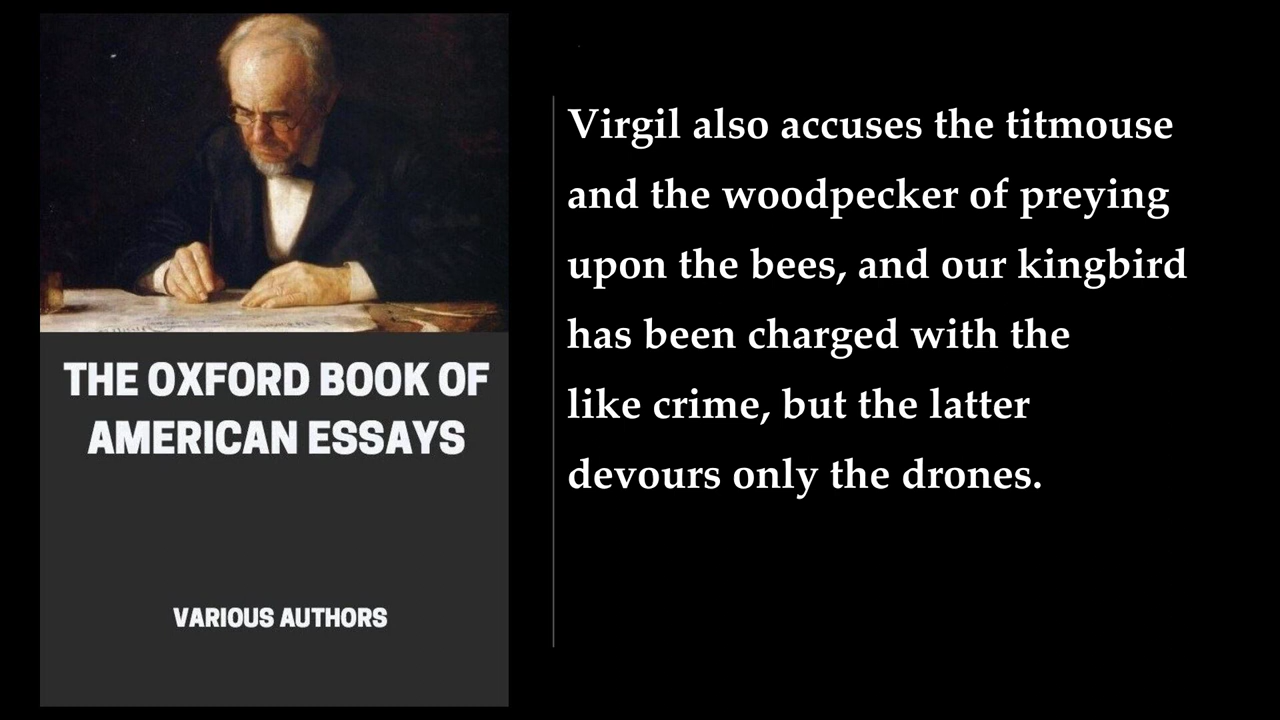 THE OXFORD BOOK OF
AMERICAN ESSAYS
VARIOUS AUTHORS
Virgil also accuses the titmouse
and the woodpecker of preying
upon the bees, and our kingbird
has been charged with the
like crime, but the latter
devours only the drones.